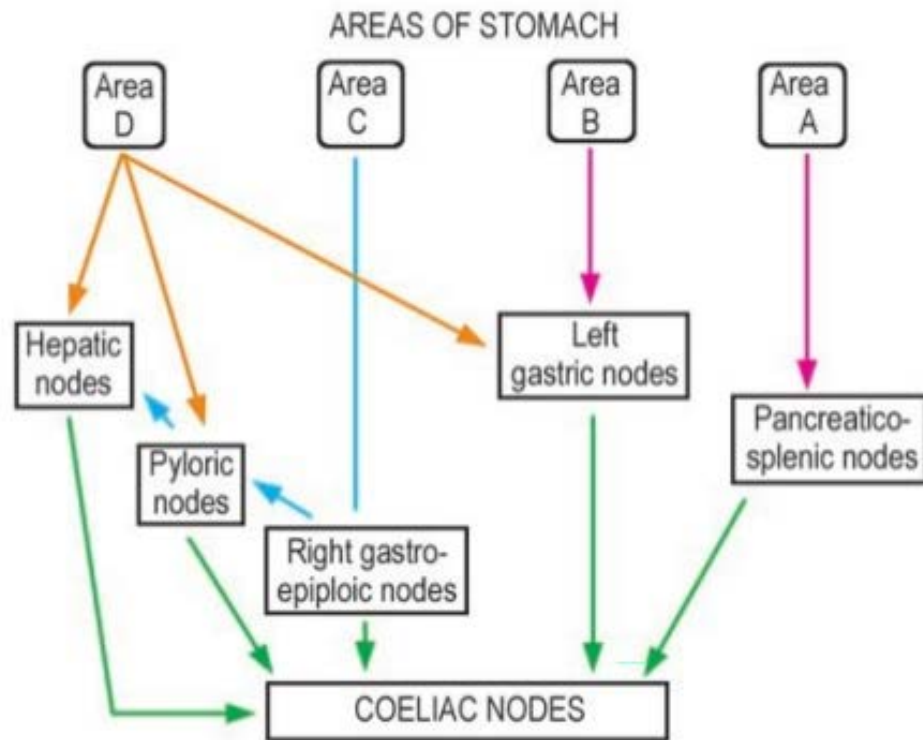 AREAS OF STOMACH
Area
D
Area
C
Area
B
Area
A
Hepatic
nodes
Left
gastric nodes
Pancreatico-
splenic nodes
Pyloric
nodes
Right gastro-
epiploic nodes
COELIAC NODES